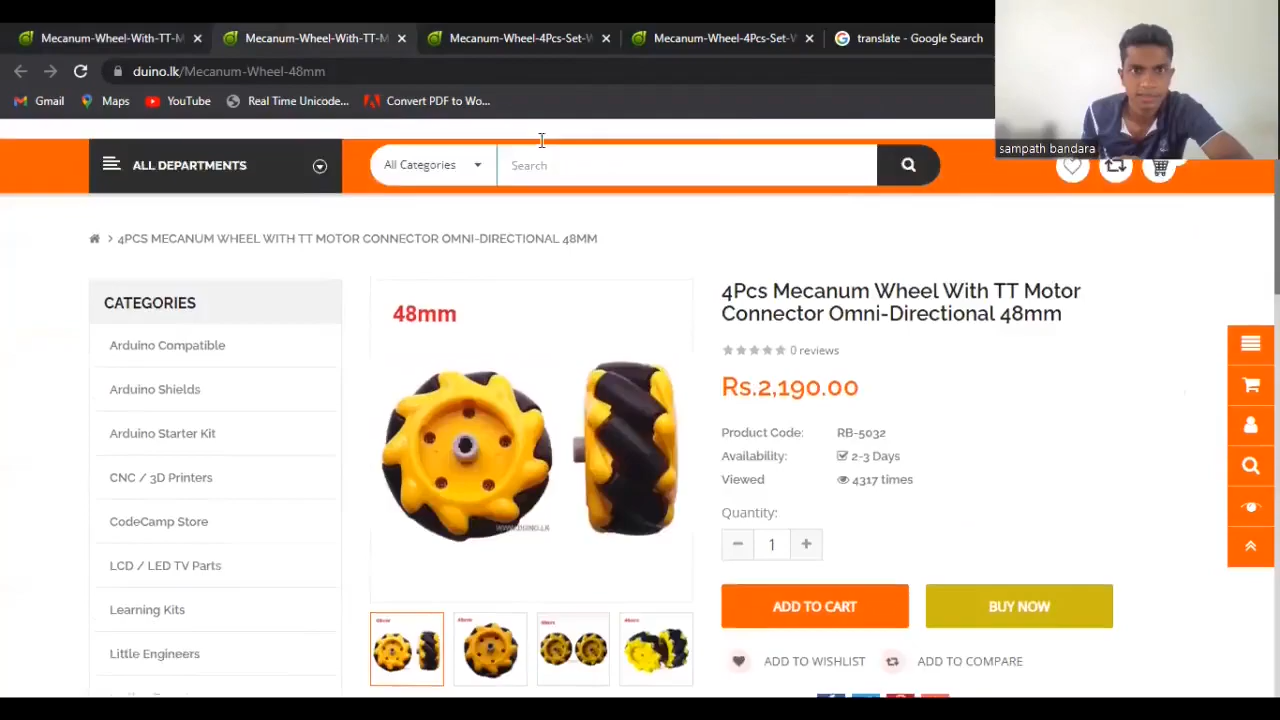 Mecanum-Wheel-With-TT-M
Mecanum-Wheel-With-TT-M
Mecanum-Wheel-4Pcs-Set-W
Mecanum-Wheel-4Pcs-Set-W
translate - Google Search
duino.lk/Mecanum-Wheel-48mm
Gmail
Maps
YouTube
Real Time Unicode...
Convert PDF to Wo...
sampath bandara
ALL DEPARTMENTS
All Categories
Search
4PCS MECANUM WHEEL WITH TT MOTOR CONNECTOR OMNI-DIRECTIONAL 48MM
CATEGORIES
Arduino Compatible
Arduino Shields
Arduino Starter Kit
CNC / 3D Printers
CodeCamp Store
LCD / LED TV Parts
Learning Kits
Little Engineers
48mm
WWW.DUINO.LK
4Pcs Mecanum Wheel With TT Motor
Connector Omni-Directional 48mm
0 reviews
Rs.2,190.00
Product Code: RB-5032
Availability: 2-3 Days
Viewed 4317 times
Quantity:
− 1 +
ADD TO CART
BUY NOW
ADD TO WISHLIST
ADD TO COMPARE